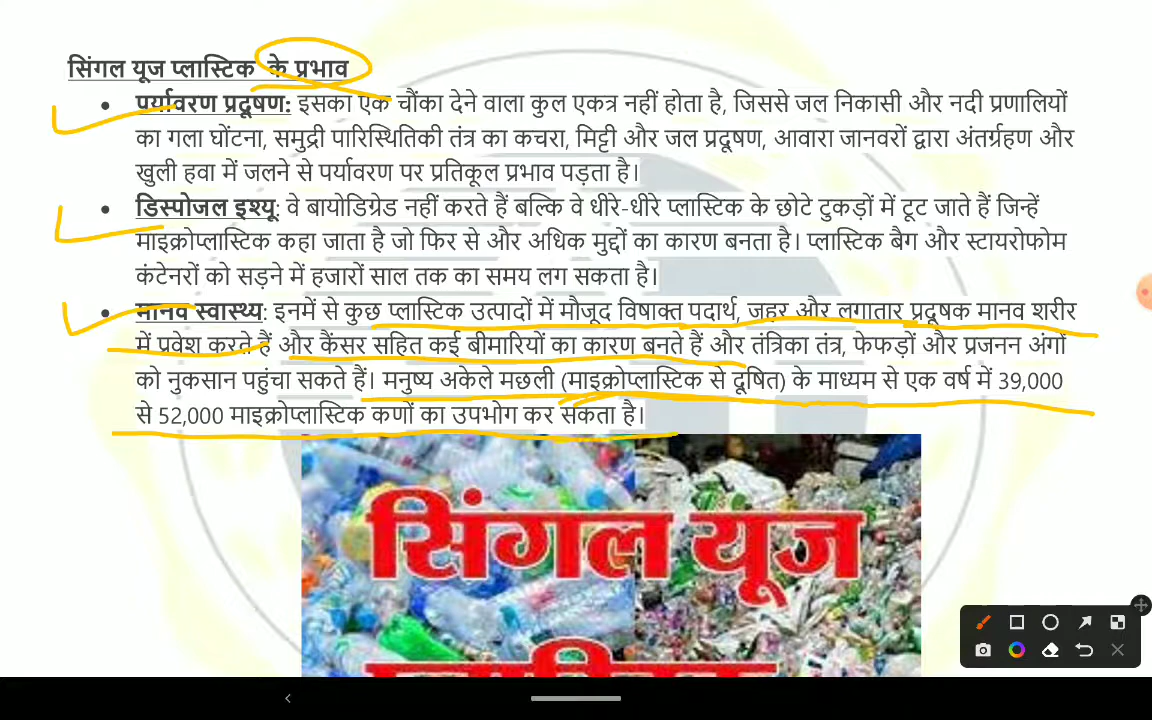 सिंगल यूज प्लास्टिक के प्रभाव
• पर्यावरण प्रदूषण: इसका एक चौंका देने वाला कुल एकत्र नहीं होता है, जिससे जल निकासी और नदी प्रणालियों
का गला घोंटना, समुद्री पारिस्थितिकी तंत्र का कचरा, मिट्टी और जल प्रदूषण, आवारा जानवरों द्वारा अंतर्ग्रहण और
खुली हवा में जलने से पर्यावरण पर प्रतिकूल प्रभाव पड़ता है।
• डिस्पोजल इश्यू: वे बायोडिग्रेड नहीं करते हैं बल्कि वे धीरे-धीरे प्लास्टिक के छोटे टुकड़ों में टूट जाते हैं जिन्हें
माइक्रोप्लास्टिक कहा जाता है जो फिर से और अधिक मुद्दों का कारण बनता है। प्लास्टिक बैग और स्टायरोफोम
कंटेनरों को सड़ने में हजारों साल तक का समय लग सकता है।
• मानव स्वास्थ्य: इनमें से कुछ प्लास्टिक उत्पादों में मौजूद विषाक्त पदार्थ, जहर और लगातार प्रदूषक मानव शरीर
में प्रवेश करते हैं और कैंसर सहित कई बीमारियों का कारण बनते हैं और तंत्रिका तंत्र, फेफड़ों और प्रजनन अंगों
को नुकसान पहुंचा सकते हैं। मनुष्य अकेले मछली (माइक्रोप्लास्टिक से दूषित) के माध्यम से एक वर्ष में 39,000
से 52,000 माइक्रोप्लास्टिक कणों का उपभोग कर सकता है।
सिंगल यूज